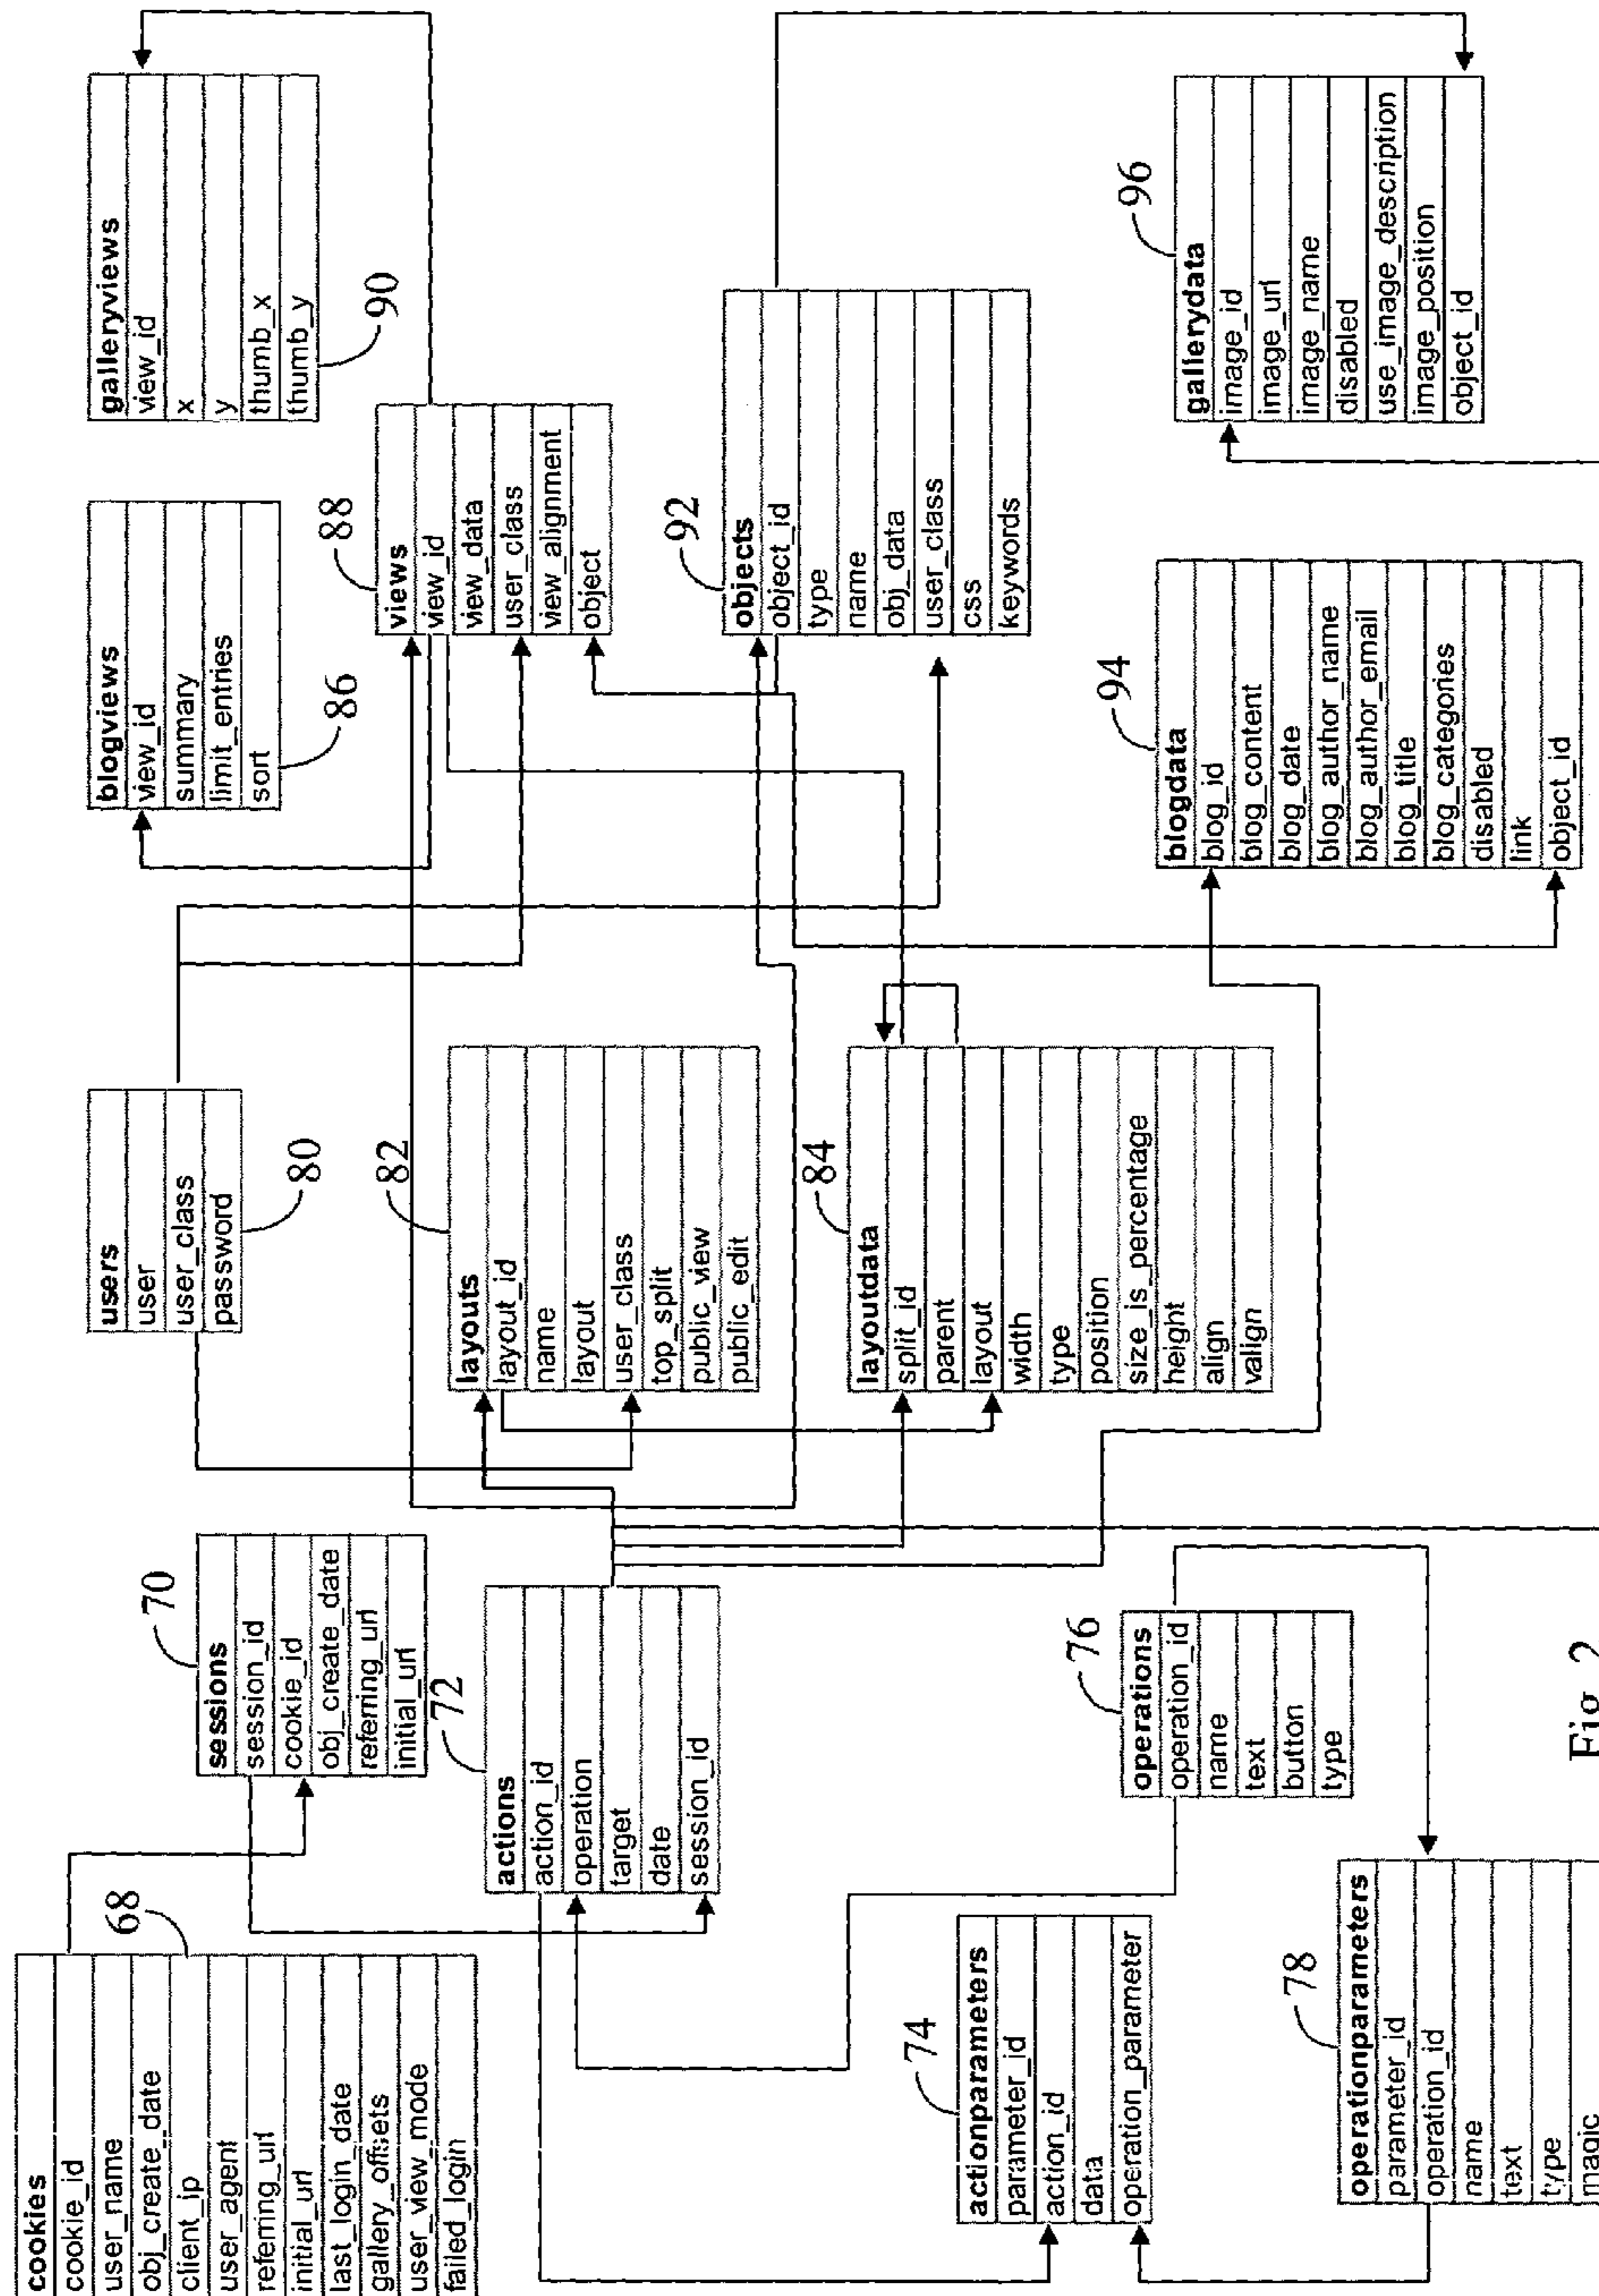 cookies
cookie_id
user_name
obj_create_date
client_ip
user_agent
referring_url
initial_url
last_login_date
gallery_offsets
user_view_mode
failed_login
68
sessions
session_id
cookie_id
obj_create_date
referring_url
initial_url
70
actions
action_id
operation
target
date
session_id
72
actionparameters
parameter_id
action_id
data
operation_parameter
74
operations
operation_id
name
text
button
type
76
operationparameters
parameter_id
operation_id
name
text
type
magic
78
users
user
user_class
password
80
layouts
layout_id
name
layout
user_class
top_split
public_view
public_edit
82
layoutdata
split_id
parent
layout
width
type
position
size_is_percentage
height
align
valign
84
blogviews
view_id
summary
limit_entries
sort
86
views
view_id
view_data
user_class
view_alignment
object
88
galleryviews
view_id
x
y
thumb_x
thumb_y
90
objects
object_id
type
name
obj_data
user_class
css
keywords
92
blogdata
blog_id
blog_content
blog_date
blog_author_name
blog_author_email
blog_title
blog_categories
disabled
link
object_id
94
gallerydata
image_id
image_url
image_name
disabled
use_image_description
image_position
object_id
96
Fig. 2